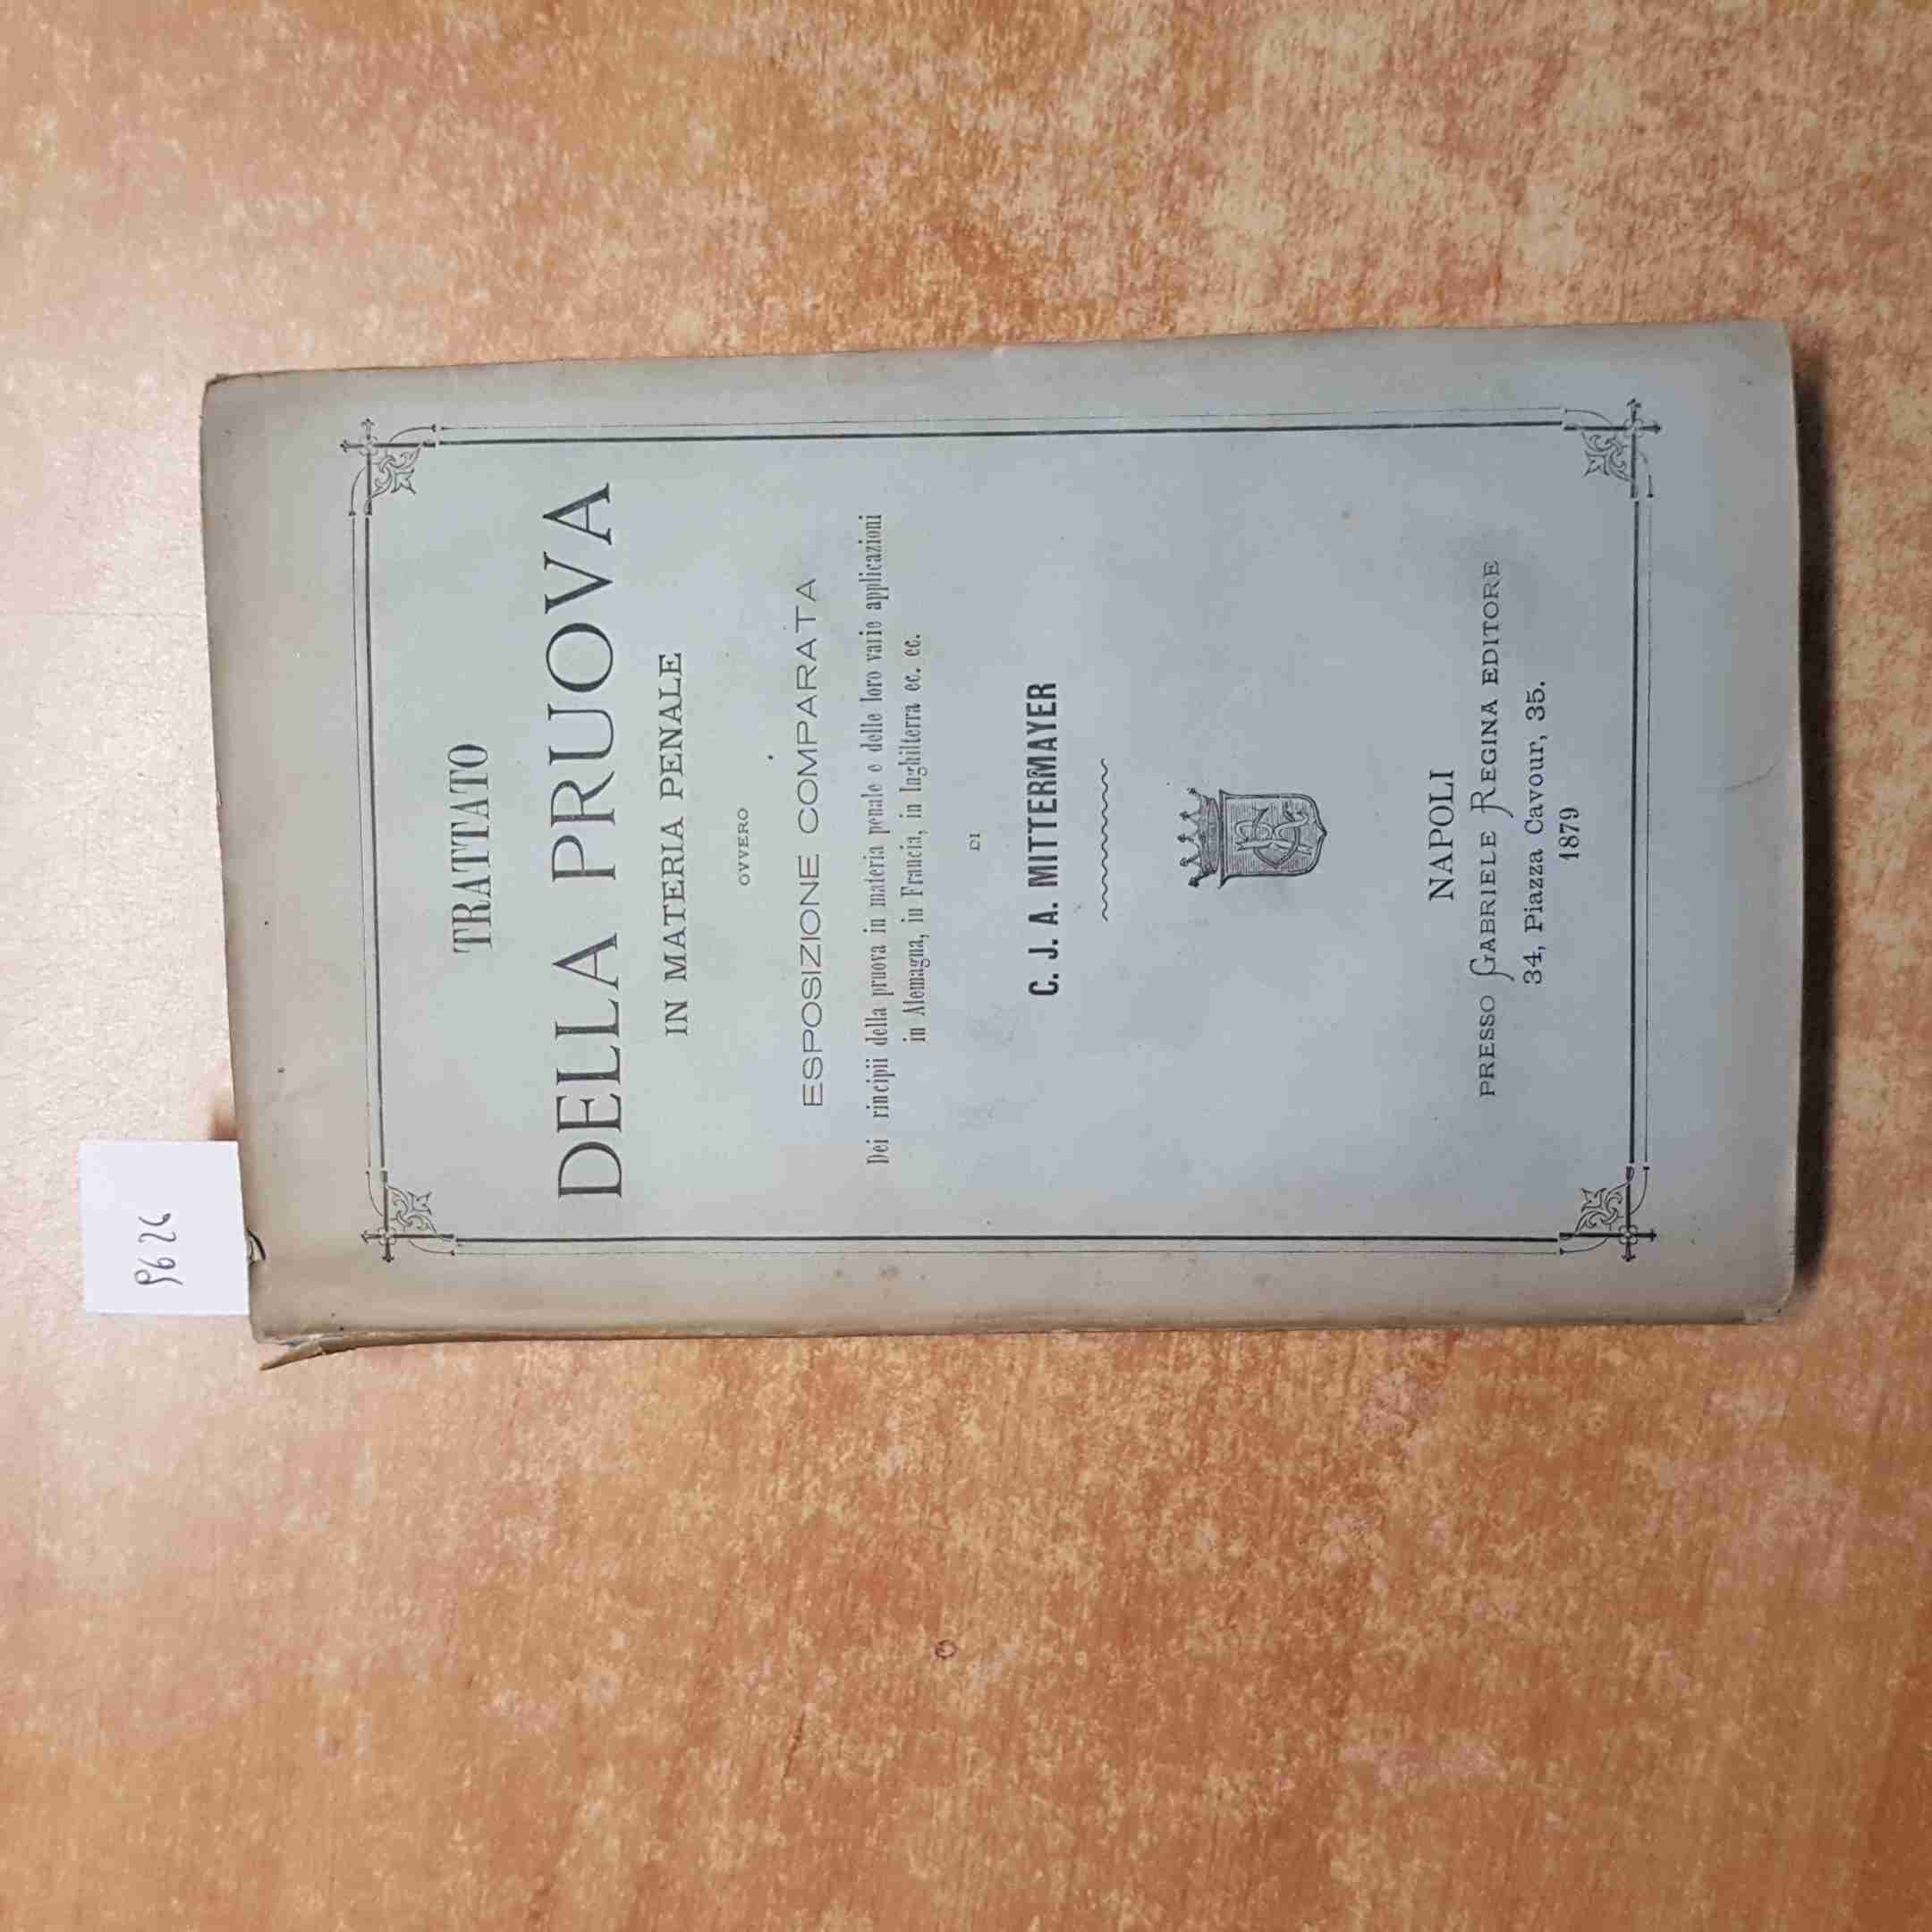 9626
TRATTATO
DELLA PRUOVA
IN MATERIA PENALE
OVVERO
ESPOSIZIONE COMPARATA
Dei rincipii della pruova in materia penale e delle loro varie applicazioni
in Alemagna, in Francia, in Inghilterra ec. ec.
DI
C. J. A. MITTERMAYER
NAPOLI
PRESSO GABRIELE REGINA EDITORE
34, Piazza Cavour, 35.
1879